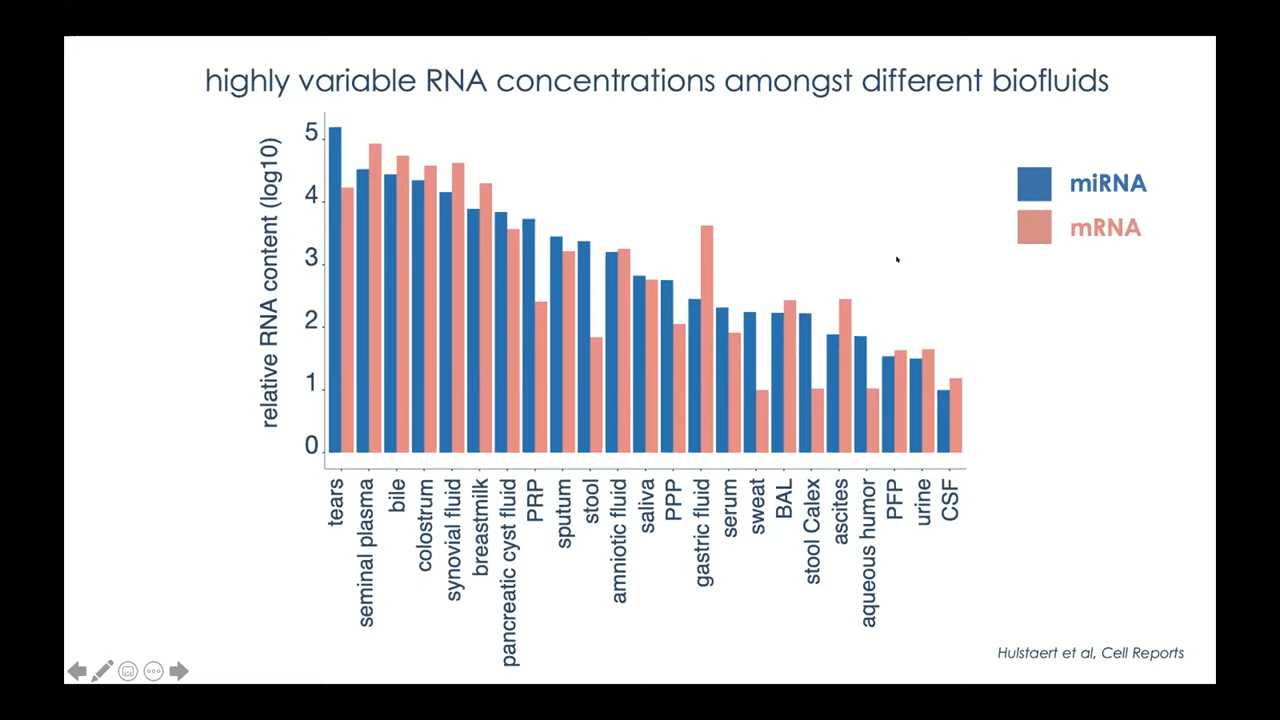 highly variable RNA concentrations amongst different biofluids
relative RNA content (log10)
5
4
3
2
1
0
miRNA
mRNA
tears
seminal plasma
bile
colostrum
synovial fluid
breastmilk
pancreatic cyst fluid
PRP
sputum
stool
amniotic fluid
saliva
PPP
gastric fluid
serum
sweat
BAL
stool Calex
ascites
aqueous humor
PFP
urine
CSF
Hulstaert et al, Cell Reports